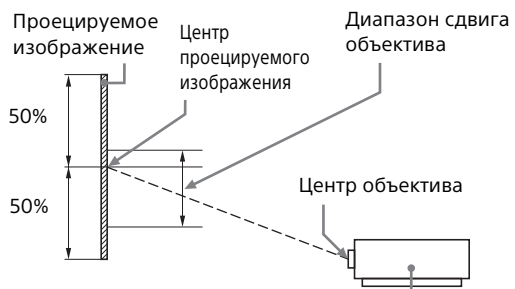 Проецируемое
изображение
Центр
проецируемого
изображения
Диапазон сдвига
объектива
50%
50%
Центр объектива